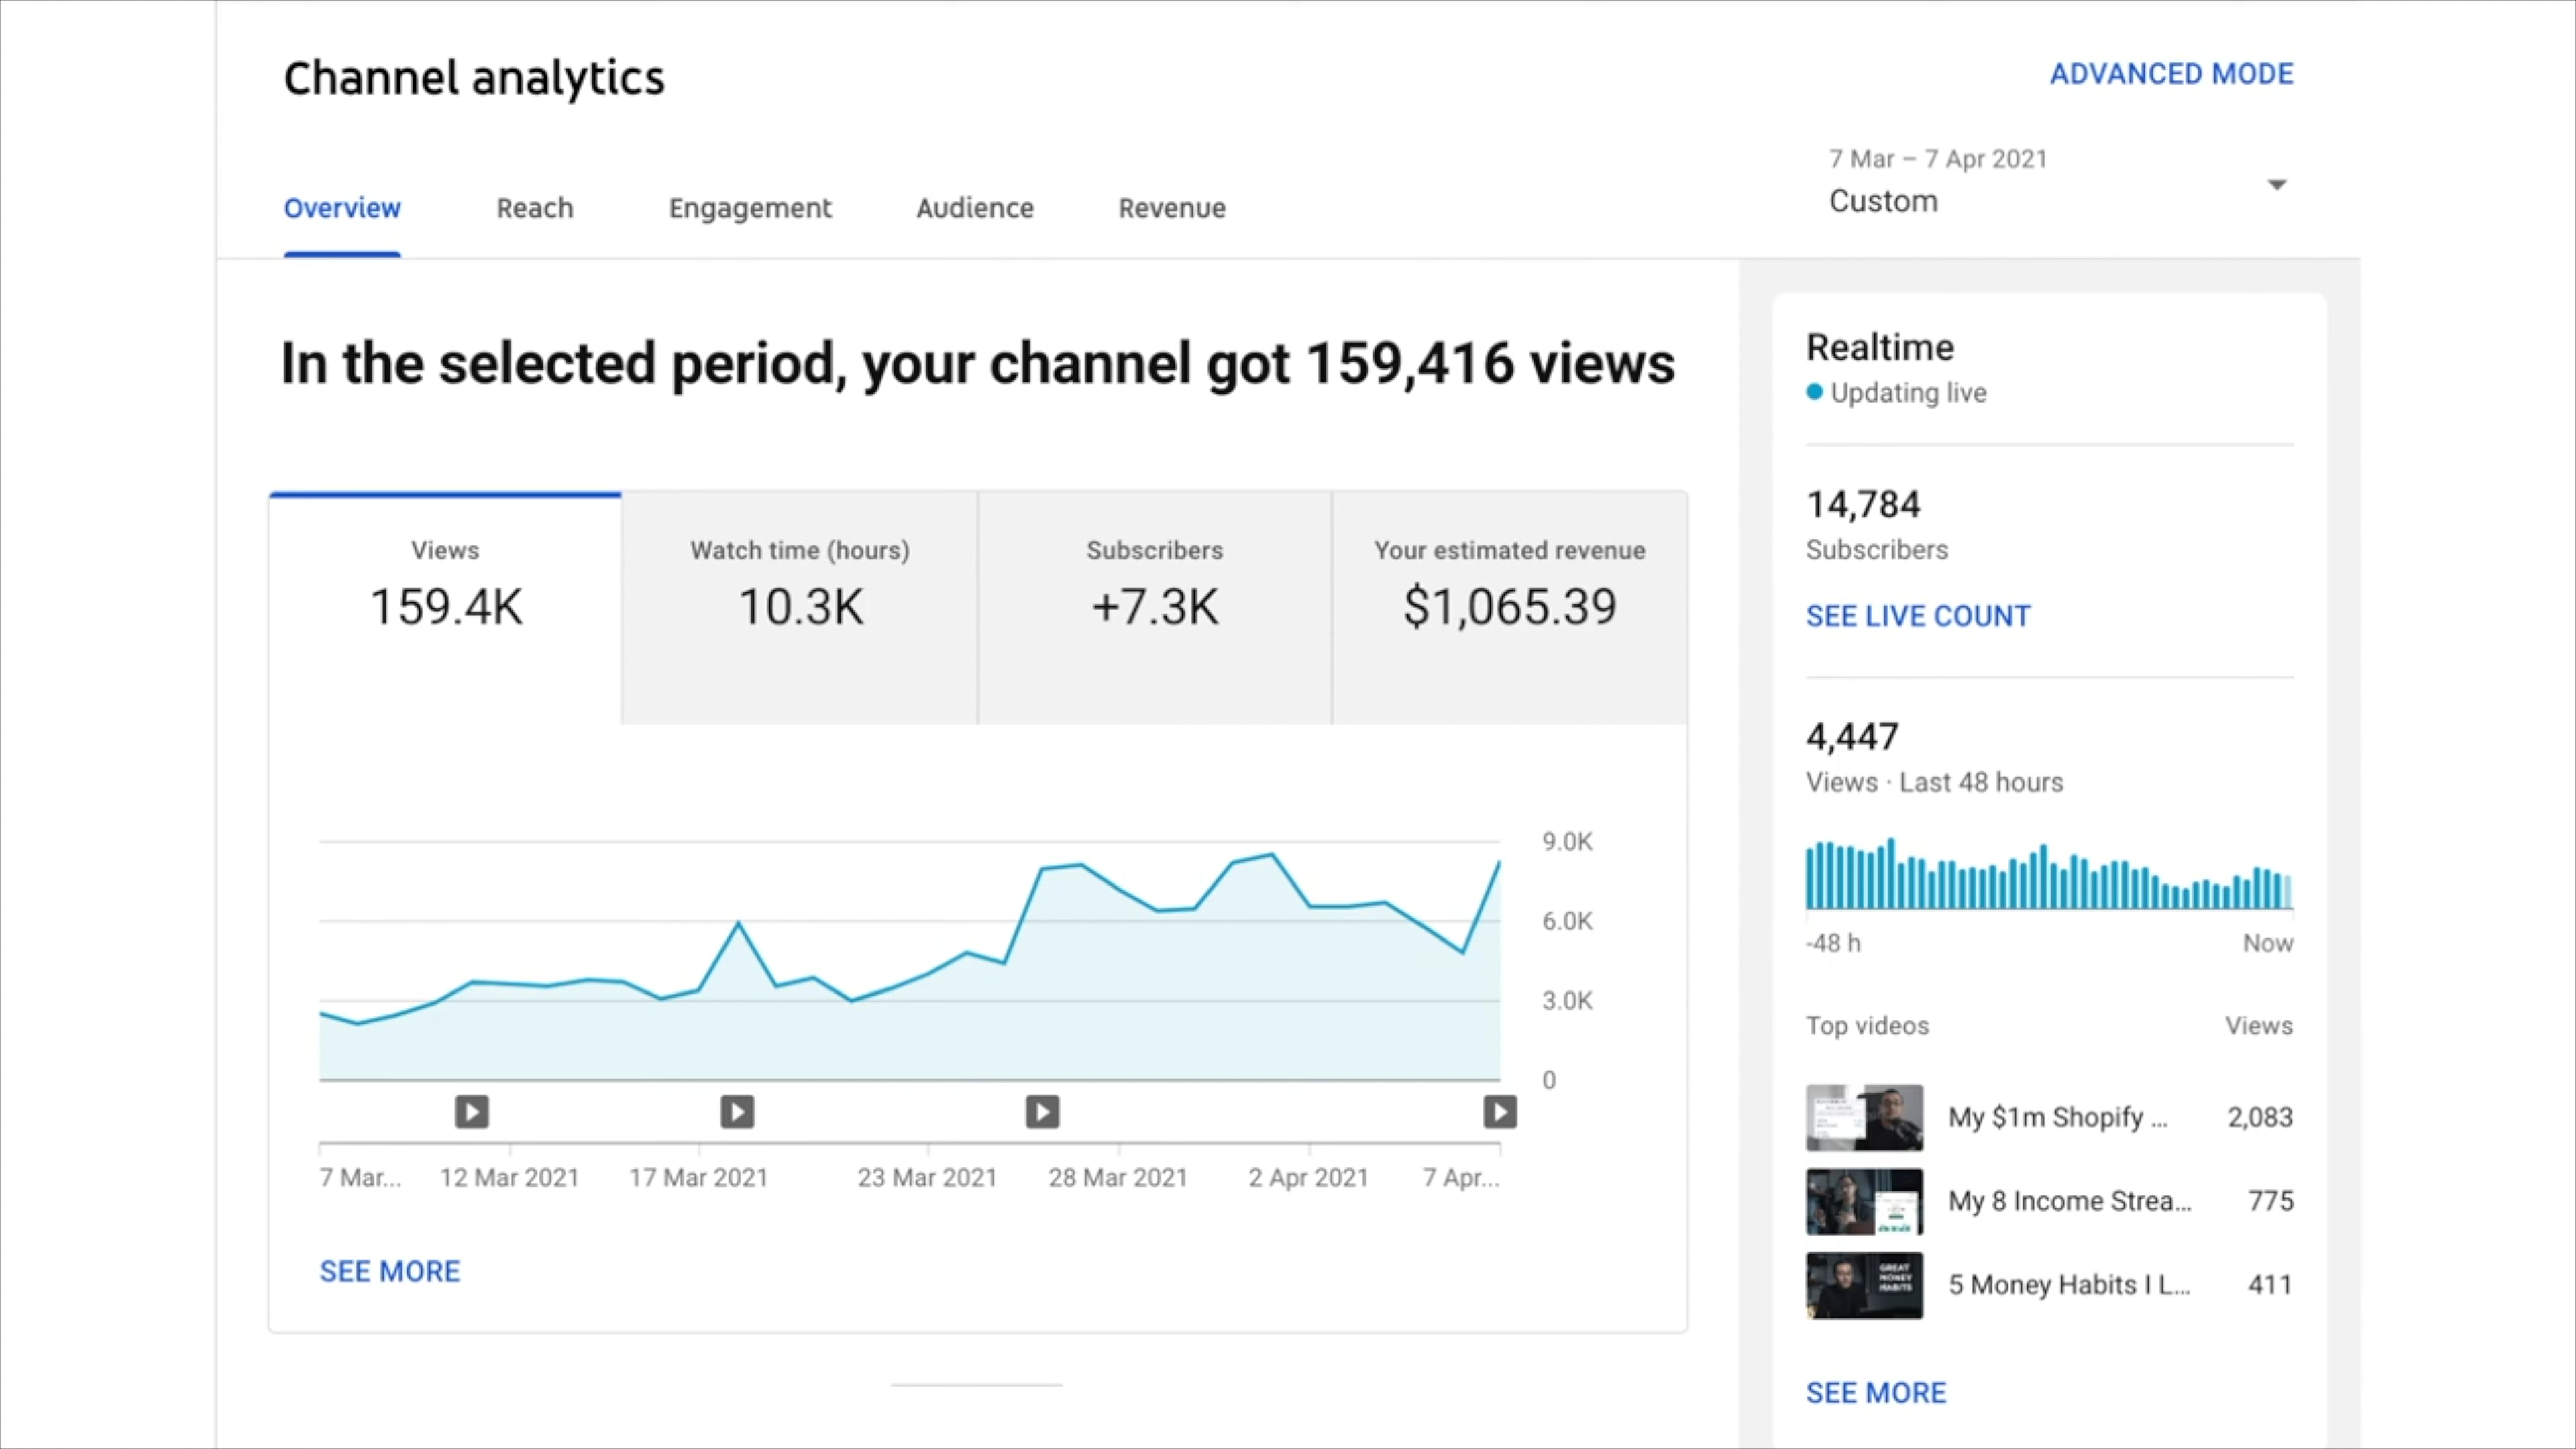 Channel analytics
ADVANCED MODE
7 Mar – 7 Apr 2021
Custom
Overview Reach Engagement Audience Revenue
In the selected period, your channel got 159,416 views
Views
159.4K
Watch time (hours)
10.3K
Subscribers
+7.3K
Your estimated revenue
$1,065.39
9.0K
6.0K
3.0K
0
7 Mar... 12 Mar 2021 17 Mar 2021 23 Mar 2021 28 Mar 2021 2 Apr 2021 7 Apr...
SEE MORE
Realtime
Updating live
14,784
Subscribers
SEE LIVE COUNT
4,447
Views · Last 48 hours
-48 h Now
Top videos Views
My $1m Shopify ... 2,083
My 8 Income Strea... 775
GREAT
MONEY
HABITS
5 Money Habits I L... 411
SEE MORE